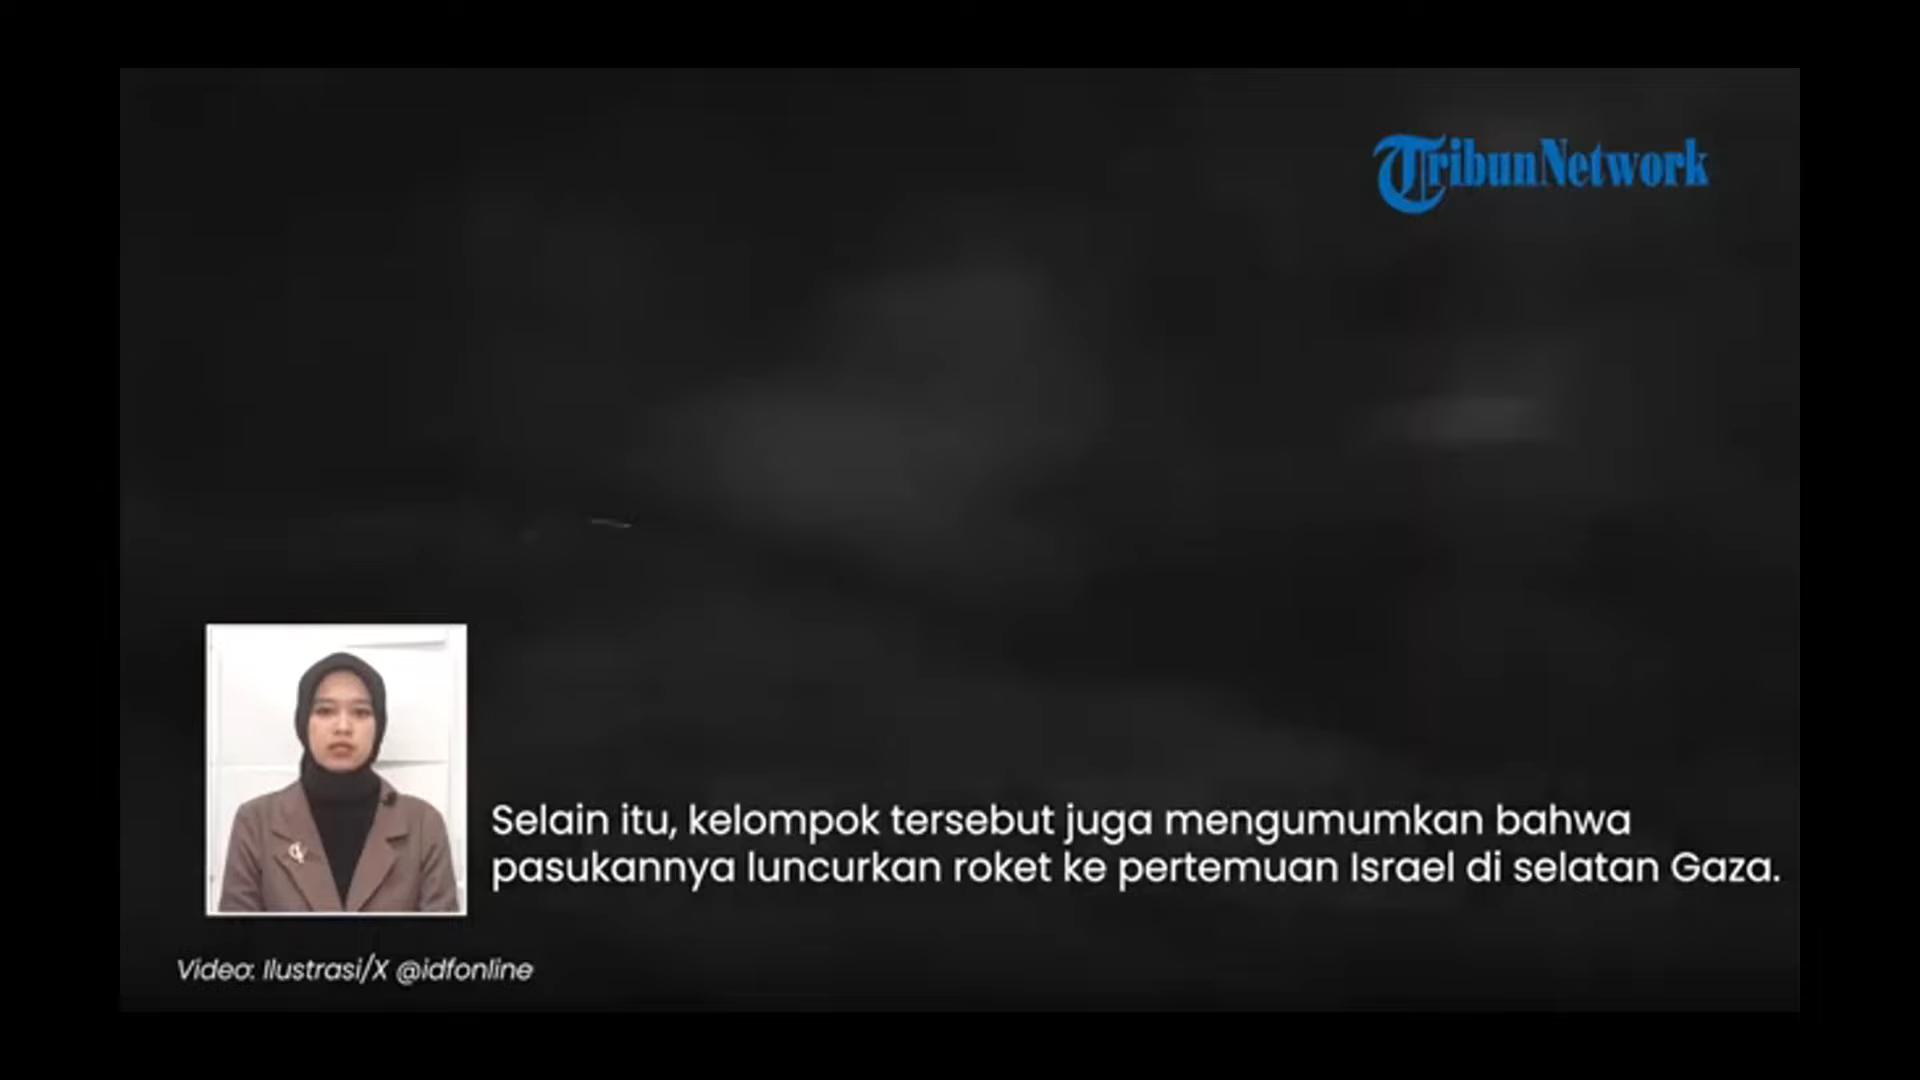 TribunNetwork
Selain itu, kelompok tersebut juga mengumumkan bahwa
pasukannya luncurkan roket ke pertemuan Israel di selatan Gaza.
Video: Ilustrasi/X @idfonline